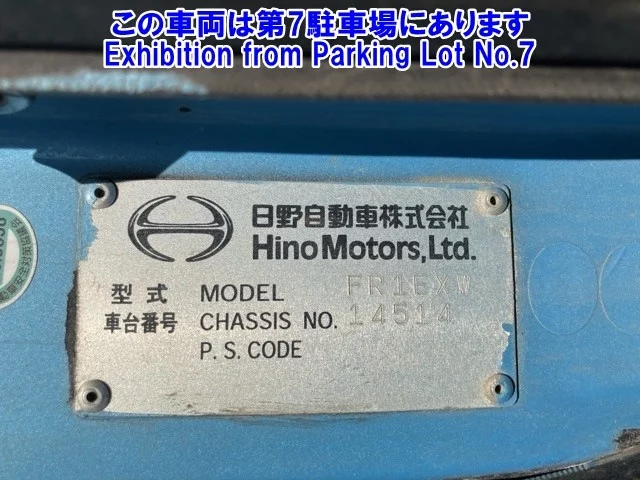 この車両は第7駐車場にあります
Exhibition from Parking Lot No.7
日野自動車株式会社
Hino Motors, Ltd.
型式 MODEL FR1EXW
車台番号 CHASSIS NO. 14514
P. S. CODE